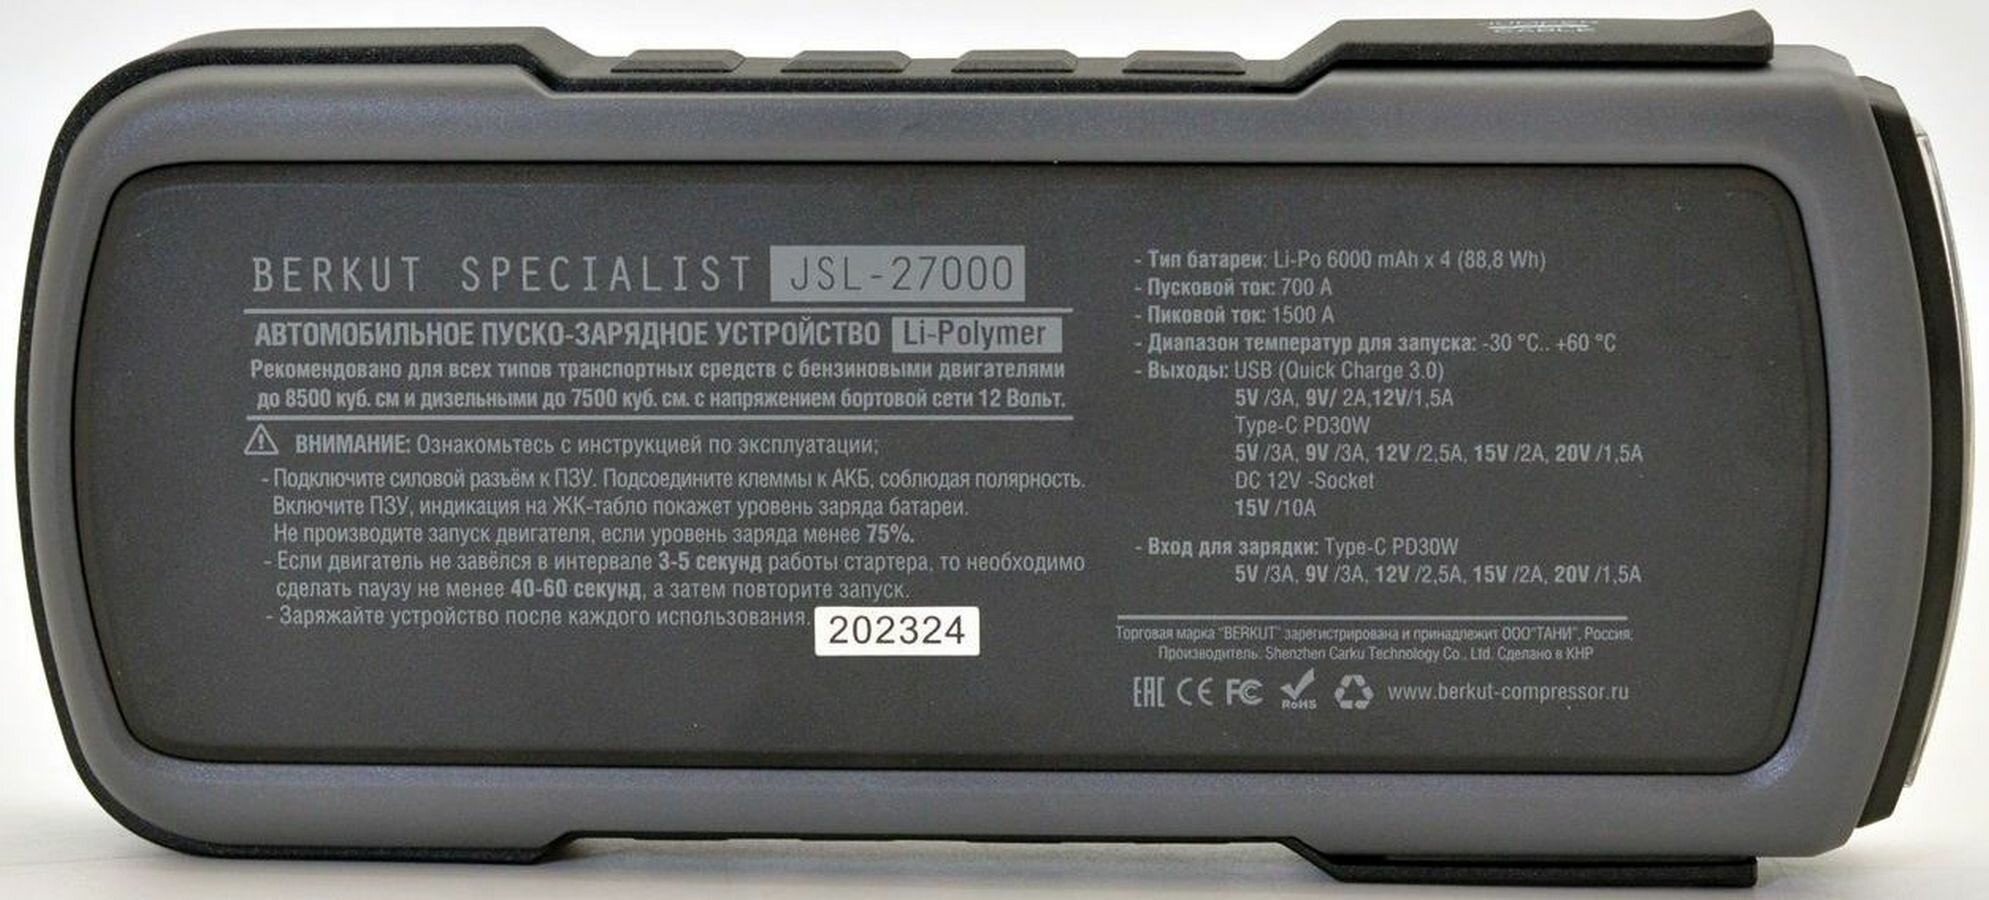 JUMPER
CABLE
BERKUT SPECIALIST JSL-27000
АВТОМОБИЛЬНОЕ ПУСКО-ЗАРЯДНОЕ УСТРОЙСТВО Li-Polymer
Рекомендовано для всех типов транспортных средств с бензиновыми двигателями
до 8500 куб. см и дизельными до 7500 куб. см. с напряжением бортовой сети 12 Вольт.
ВНИМАНИЕ: Ознакомьтесь с инструкцией по эксплуатации;
- Подключите силовой разъём к ПЗУ. Подсоедините клеммы к АКБ, соблюдая полярность.
Включите ПЗУ, индикация на ЖК-табло покажет уровень заряда батареи.
Не производите запуск двигателя, если уровень заряда менее 75%.
- Если двигатель не завёлся в интервале 3-5 секунд работы стартера, то необходимо
сделать паузу не менее 40-60 секунд, а затем повторите запуск.
- Заряжайте устройство после каждого использования.
202324
- Тип батареи: Li-Po 6000 mAh x 4 (88,8 Wh)
- Пусковой ток: 700 A
- Пиковой ток: 1500 A
- Диапазон температур для запуска: -30 °C.. +60 °C
- Выходы: USB (Quick Charge 3.0)
5V /3A, 9V/ 2A,12V/1,5A
Type-C PD30W
5V /3A, 9V /3A, 12V /2,5A, 15V /2A, 20V /1,5A
DC 12V -Socket
15V /10A
- Вход для зарядки: Type-C PD30W
5V /3A, 9V /3A, 12V /2,5A, 15V /2A, 20V /1,5A
Торговая марка "BERKUT" зарегистрирована и принадлежит ООО"ТАНИ", Россия;
Производитель: Shenzhen Carku Technology Co., Ltd. Сделано в КНР
EAC CE FC RoHS www.berkut-compressor.ru